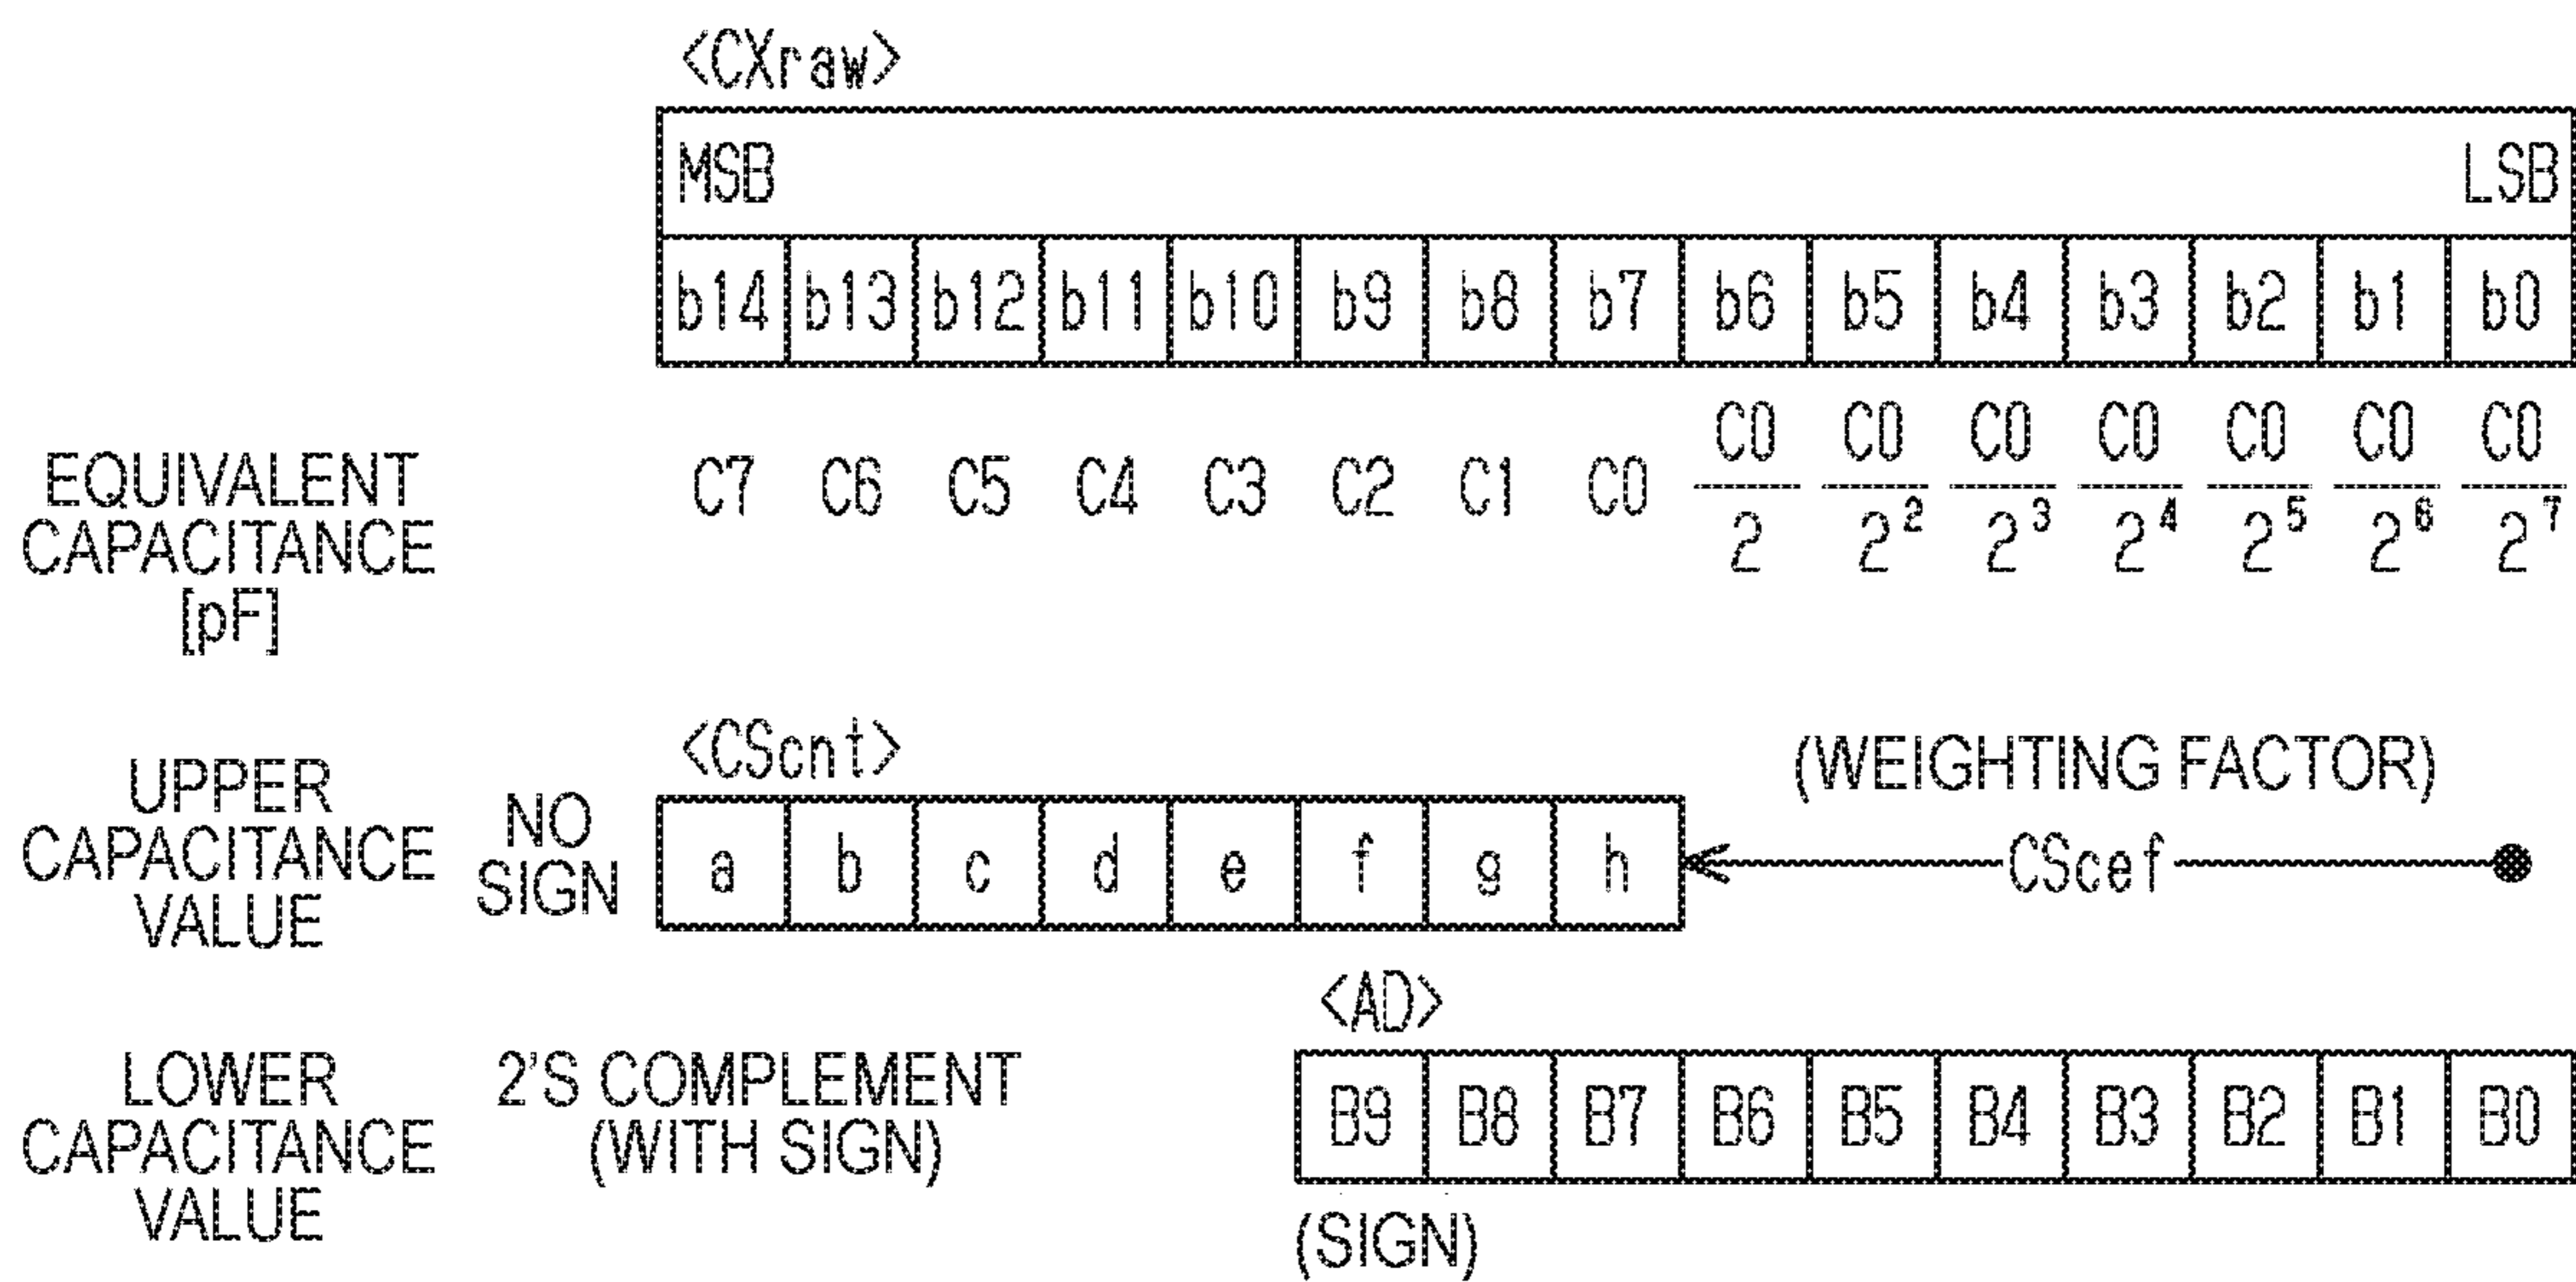 <CXraw>
MSB LSB
b14 b13 b12 b11 b10 b9 b8 b7 b6 b5 b4 b3 b2 b1 b0
EQUIVALENT
CAPACITANCE
[pF]
C7 C6 C5 C4 C3 C2 C1 C0 C0/2 C0/2² C0/2³ C0/2⁴ C0/2⁵ C0/2⁶ C0/2⁷
UPPER
CAPACITANCE
VALUE
NO
SIGN
<CScnt>
a b c d e f g h
(WEIGHTING FACTOR)
CScef
LOWER
CAPACITANCE
VALUE
2'S COMPLEMENT
(WITH SIGN)
<AD>
B9 B8 B7 B6 B5 B4 B3 B2 B1 B0
(SIGN)